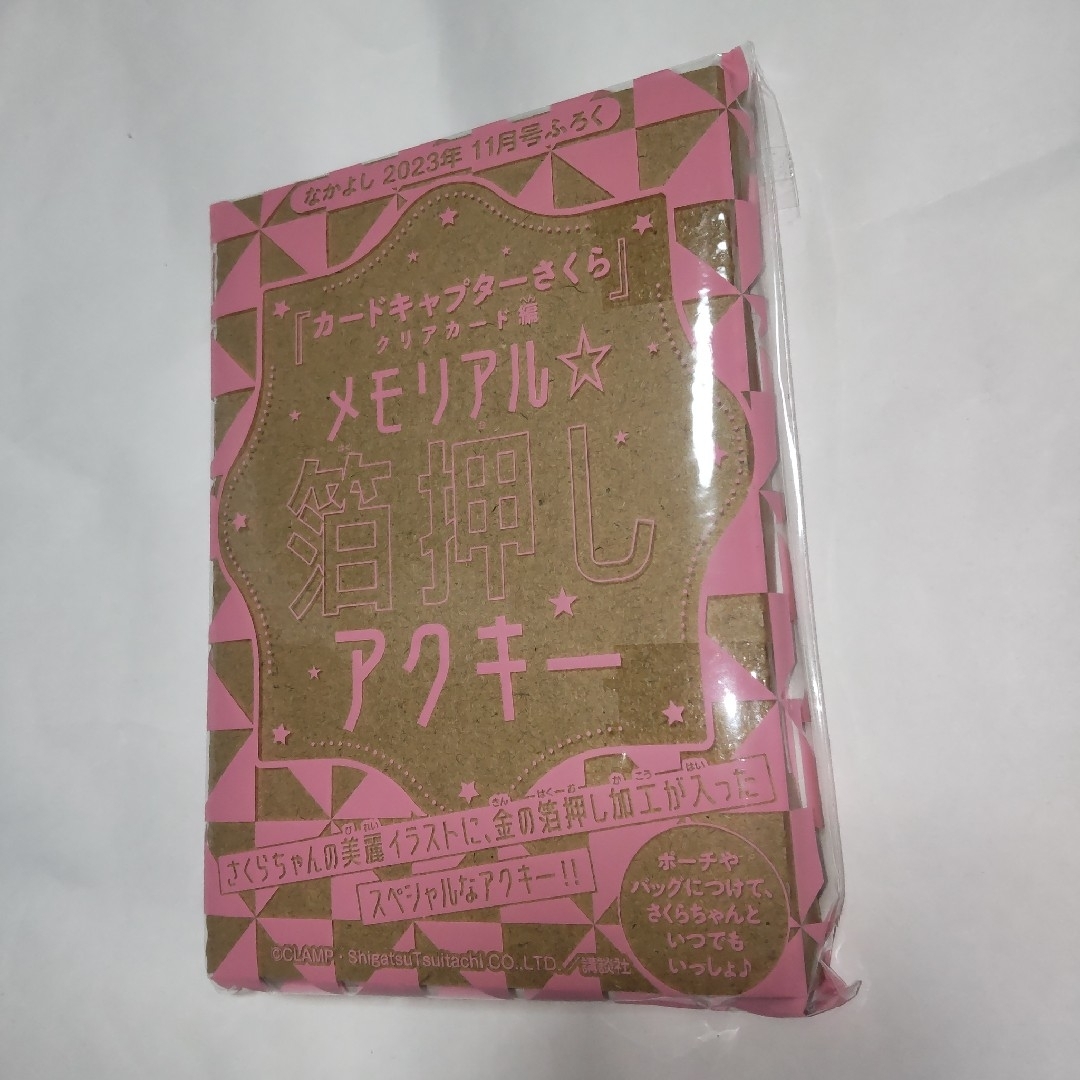 なかよし 2023年 11月号ふろく
『カードキャプターさくら』
クリアカード編
メモリアル☆
箔押し
アクキー
さくらちゃんの美麗イラストに、金の箔押し加工が入った
スペシャルなアクキー!!
ポーチや
バッグにつけて、
さくらちゃんと
いつでも
いっしょ♪
©CLAMP・ShigatsuTsuitachi CO.,LTD.／講談社